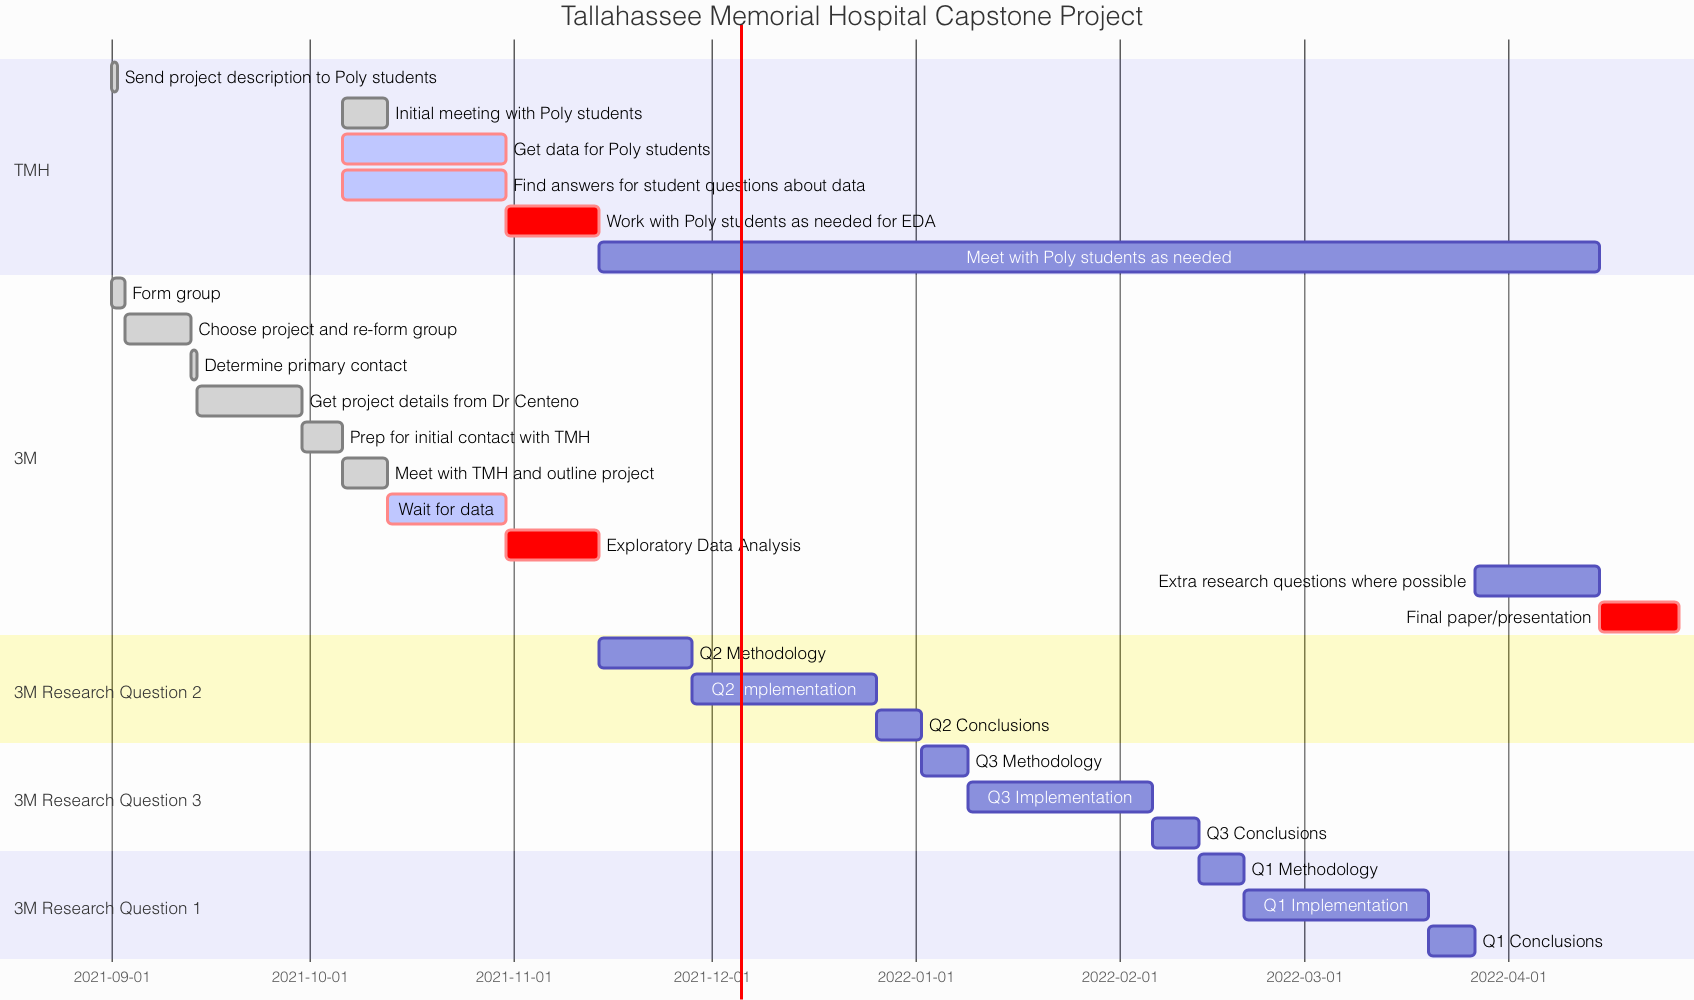 Tallahassee Memorial Hospital Capstone Project
TMH
Send project description to Poly students
Initial meeting with Poly students
Get data for Poly students
Find answers for student questions about data
Work with Poly students as needed for EDA
Meet with Poly students as needed
3M
Form group
Choose project and re-form group
Determine primary contact
Get project details from Dr Centeno
Prep for initial contact with TMH
Meet with TMH and outline project
Wait for data
Exploratory Data Analysis
Extra research questions where possible
Final paper/presentation
3M Research Question 2
Q2 Methodology
Q2 Implementation
Q2 Conclusions
3M Research Question 3
Q3 Methodology
Q3 Implementation
Q3 Conclusions
3M Research Question 1
Q1 Methodology
Q1 Implementation
Q1 Conclusions
2021-09-01
2021-10-01
2021-11-01
2021-12-01
2022-01-01
2022-02-01
2022-03-01
2022-04-01